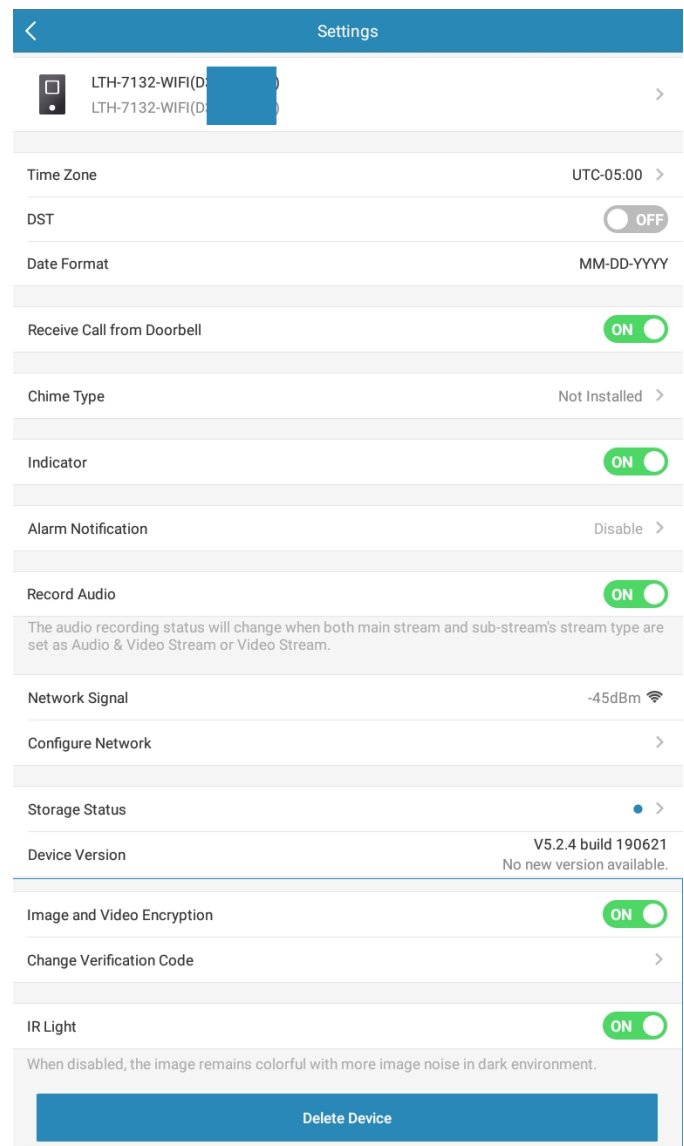 Settings
LTH-7132-WIFI(D
LTH-7132-WIFI(D
Time Zone UTC-05:00
DST OFF
Date Format MM-DD-YYYY
Receive Call from Doorbell ON
Chime Type Not Installed
Indicator ON
Alarm Notification Disable
Record Audio ON
The audio recording status will change when both main stream and sub-stream's stream type are
set as Audio & Video Stream or Video Stream.
Network Signal -45dBm
Configure Network
Storage Status
Device Version V5.2.4 build 190621
No new version available.
Image and Video Encryption ON
Change Verification Code
IR Light ON
When disabled, the image remains colorful with more image noise in dark environment.
Delete Device